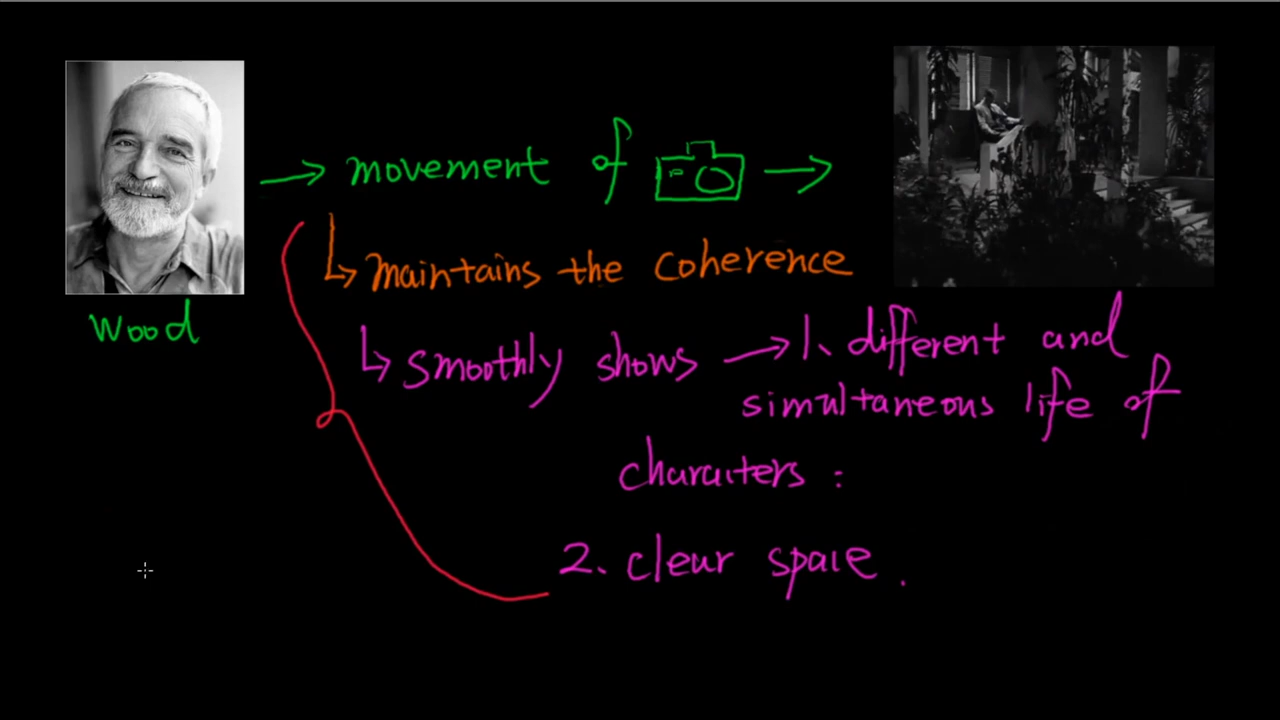 movement of
maintains the coherence
Wood
smoothly shows 1. different and
simultaneous life of
characters :
2. clear space .